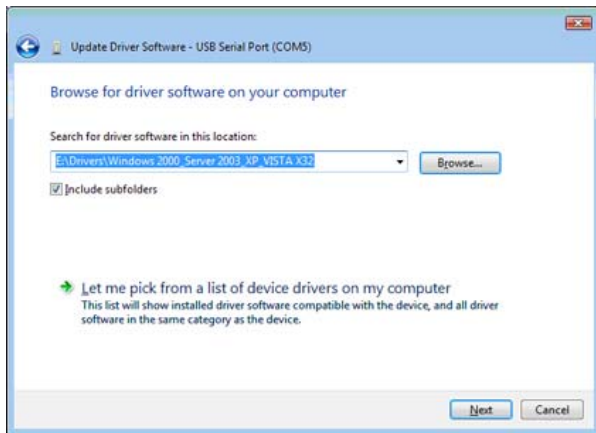 Update Driver Software - USB Serial Port (COM5)
Browse for driver software on your computer
Search for driver software in this location:
E:\Drivers\Windows 2000_Server 2003_XP_VISTA X32
Browse...
Include subfolders
Let me pick from a list of device drivers on my computer
This list will show installed driver software compatible with the device, and all driver
software in the same category as the device.
Next
Cancel